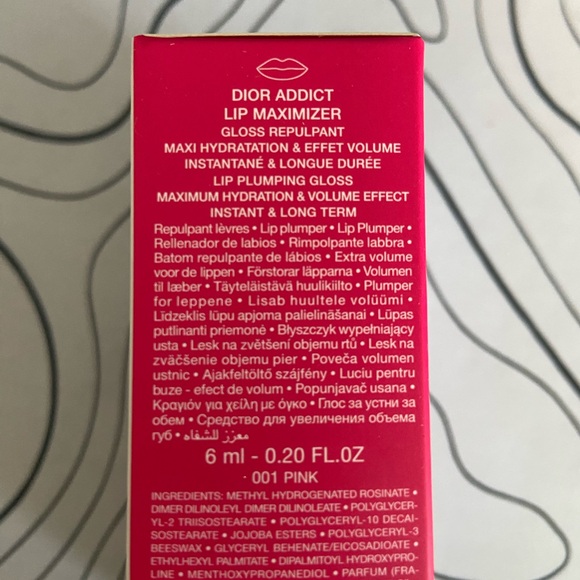 DIOR ADDICT
LIP MAXIMIZER
GLOSS REPULPANT
MAXI HYDRATATION & EFFET VOLUME
INSTANTANÉ & LONGUE DURÉE
LIP PLUMPING GLOSS
MAXIMUM HYDRATION & VOLUME EFFECT
INSTANT & LONG TERM
Repulpant lèvres • Lip plumper • Lip Plumper •
Rellenador de labios • Rimpolpante labbra •
Batom repulpante de lábios • Extra volume
voor de lippen • Förstorar läpparna • Volumen
til læber • Täyteläistävä huulikiilto • Plumper
for leppene • Lisab huultele volüümi •
Līdzeklis lūpu apjoma palielināšanai • Lūpas
putlinanti priemonė • Błyszczyk wypełniający
usta • Lesk na zvětšení objemu rtů • Lesk na
zväčšenie objemu pier • Poveča volumen
ustnic • Ajakfeltöltő szájfény • Luciu pentru
buze - efect de volum • Popunjavač usana •
Κραγιόν για χείλη με όγκο • Глос за устни за
обем • Средство для увеличения объема
губ • معزز للشفاه
6 ml - 0.20 FL.OZ
· 001 PINK
INGREDIENTS: METHYL HYDROGENATED ROSINATE •
DIMER DILINOLEYL DIMER DILINOLEATE • POLYGLYCER-
YL-2 TRIISOSTEARATE • POLYGLYCERYL-10 DECAI-
SOSTEARATE • JOJOBA ESTERS • POLYGLYCERYL-3
BEESWAX • GLYCERYL BEHENATE/EICOSADIOATE •
ETHYLHEXYL PALMITATE • DIPALMITOYL HYDROXYPRO-
LINE • MENTHOXYPROPANEDIOL • PARFUM (FRA-